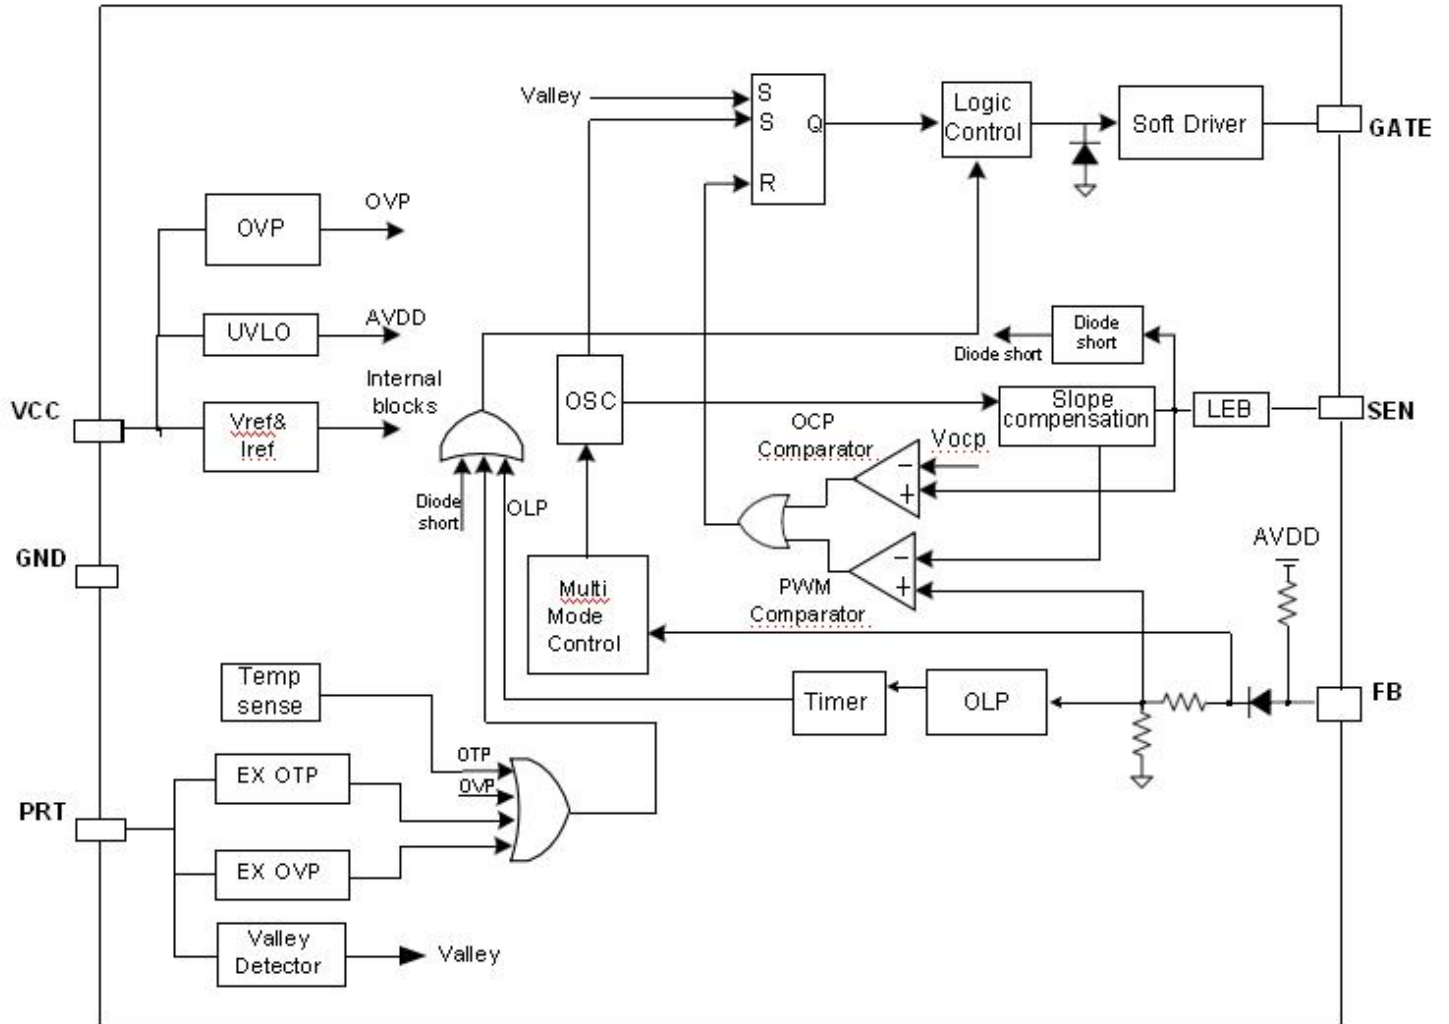 Valley
S
S
Q
R
Logic
Control
Soft Driver
GATE
OVP
OVP
UVLO
AVDD
VCC
Vref&
Iref
Internal
blocks
Diode
short
OLP
OSC
Diode short
Diode
short
Slope
compensation
LEB
SEN
OCP
Comparator
Vocp
−
+
−
+
PWM
Comparator
AVDD
GND
Multi
Mode
Control
Temp
sense
Timer
OLP
FB
OTP
OVP
PRT
EX OTP
EX OVP
Valley
Detector
Valley